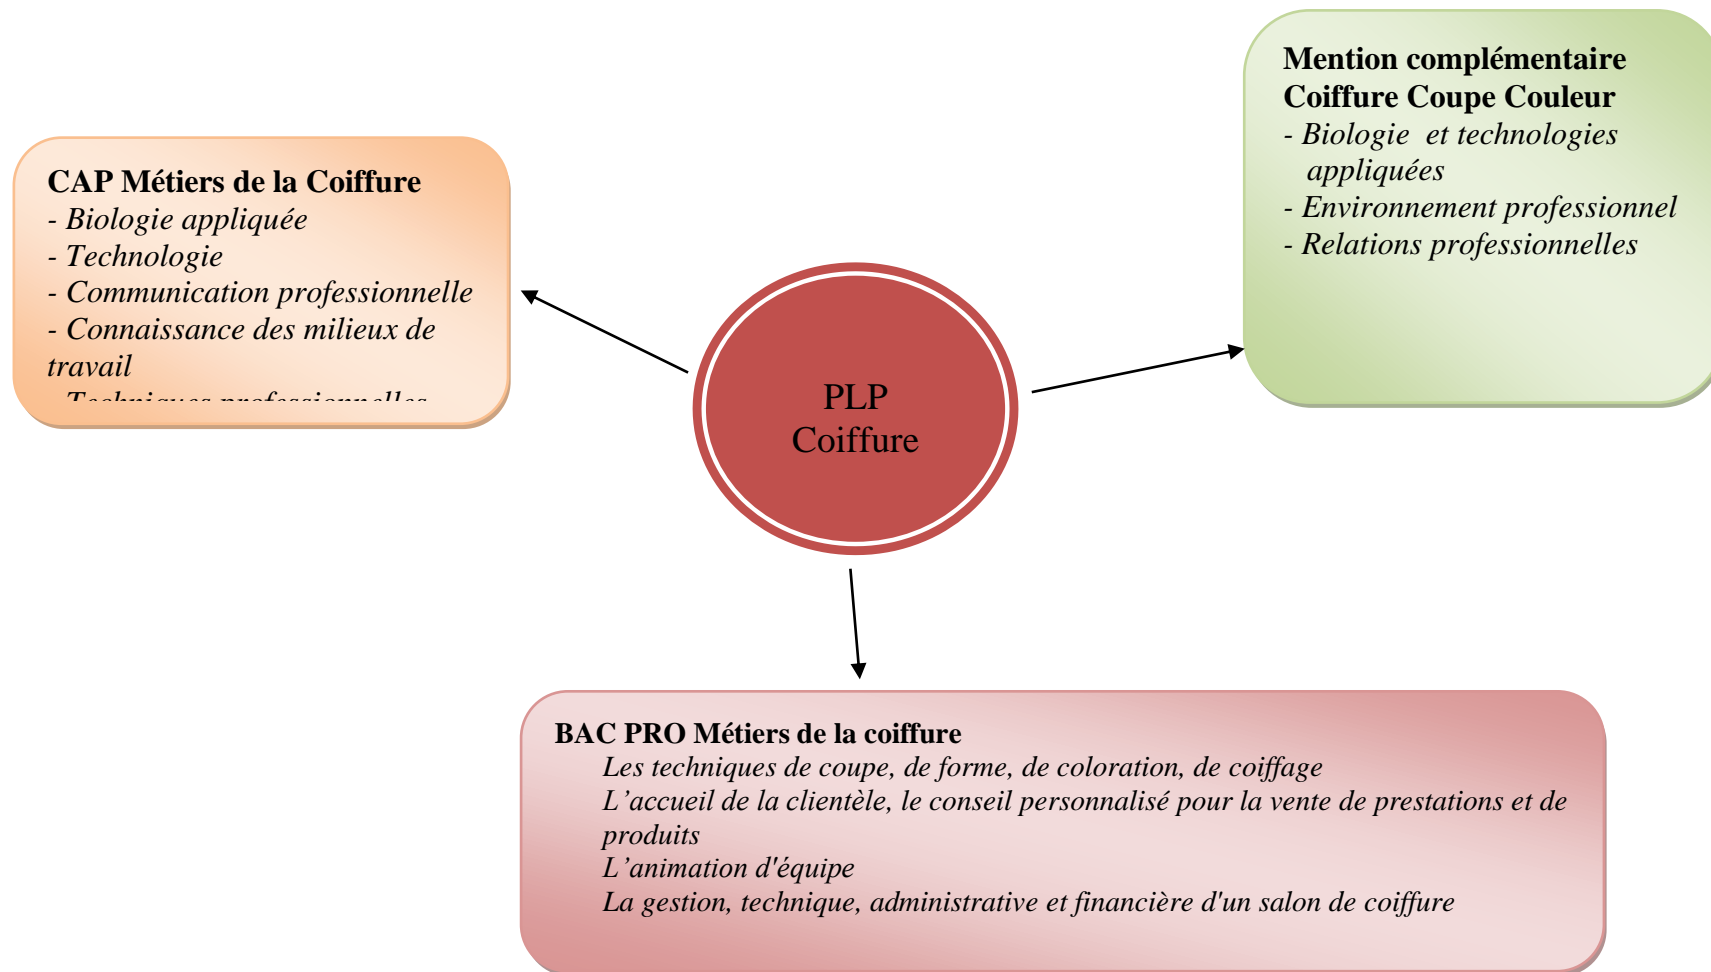 CAP Métiers de la Coiffure
- Biologie appliquée
- Technologie
- Communication professionnelle
- Connaissance des milieux de
travail
- Techniques professionnelles
Mention complémentaire
Coiffure Coupe Couleur
- Biologie et technologies
appliquées
- Environnement professionnel
- Relations professionnelles
PLP
Coiffure
BAC PRO Métiers de la coiffure
Les techniques de coupe, de forme, de coloration, de coiffage
L’accueil de la clientèle, le conseil personnalisé pour la vente de prestations et de
produits
L’animation d'équipe
La gestion, technique, administrative et financière d'un salon de coiffure